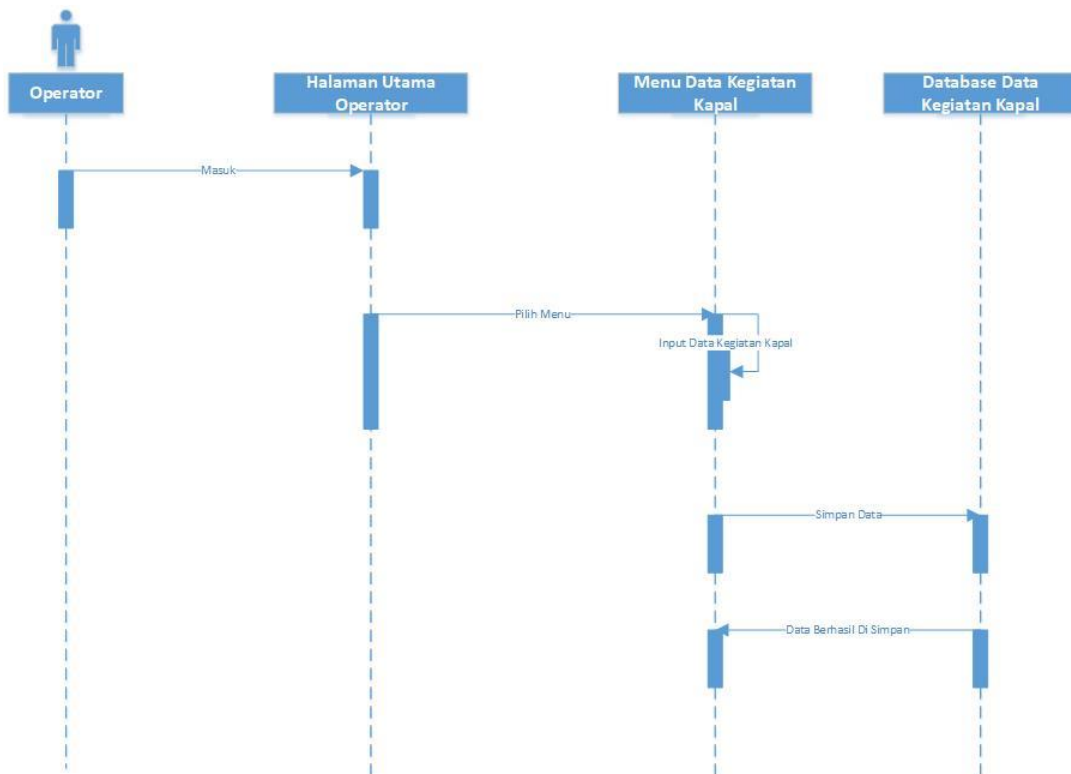 Operator
Halaman Utama
Operator
Menu Data Kegiatan
Kapal
Database Data
Kegiatan Kapal
Masuk
Pilih Menu
Input Data Kegiatan Kapal
Simpan Data
Data Berhasil Di Simpan